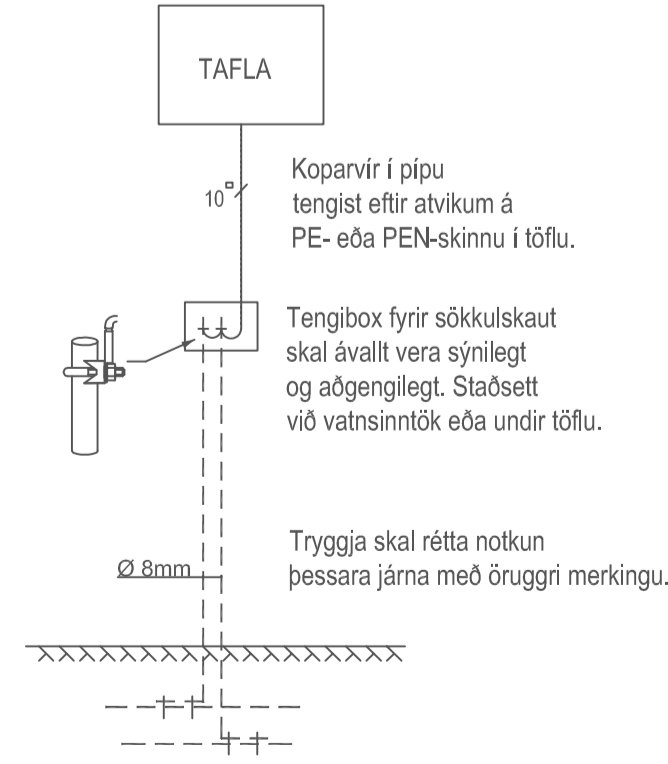 TAFLA
Koparvír í pípu
tengist eftir atvikum á
PE- eða PEN-skinnu í töflu.
10▫
Tengibox fyrir sökkulskaut
skal ávallt vera sýnilegt
og aðgengilegt. Staðsett
við vatnsinntök eða undir töflu.
Tryggja skal rétta notkun
þessara járna með öruggri merkingu.
Ø 8mm